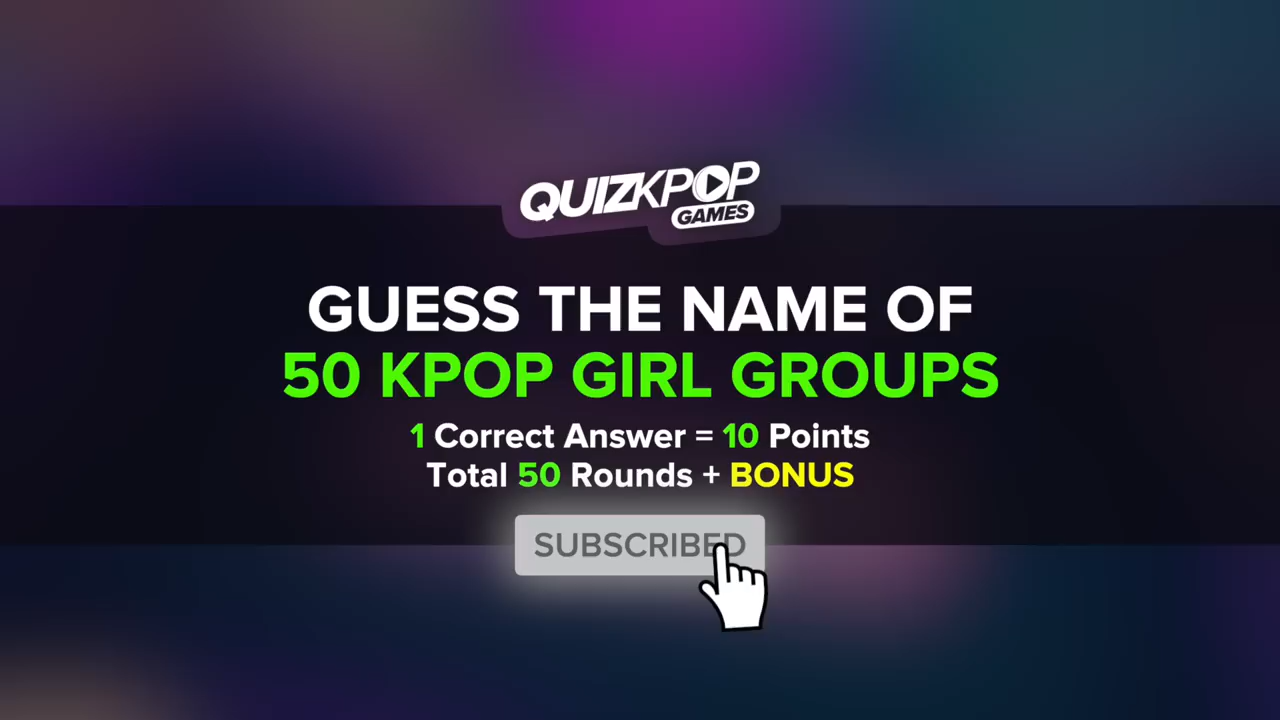 QUIZKPOP
GAMES
GUESS THE NAME OF
50 KPOP GIRL GROUPS
1 Correct Answer = 10 Points
Total 50 Rounds + BONUS
SUBSCRIBED